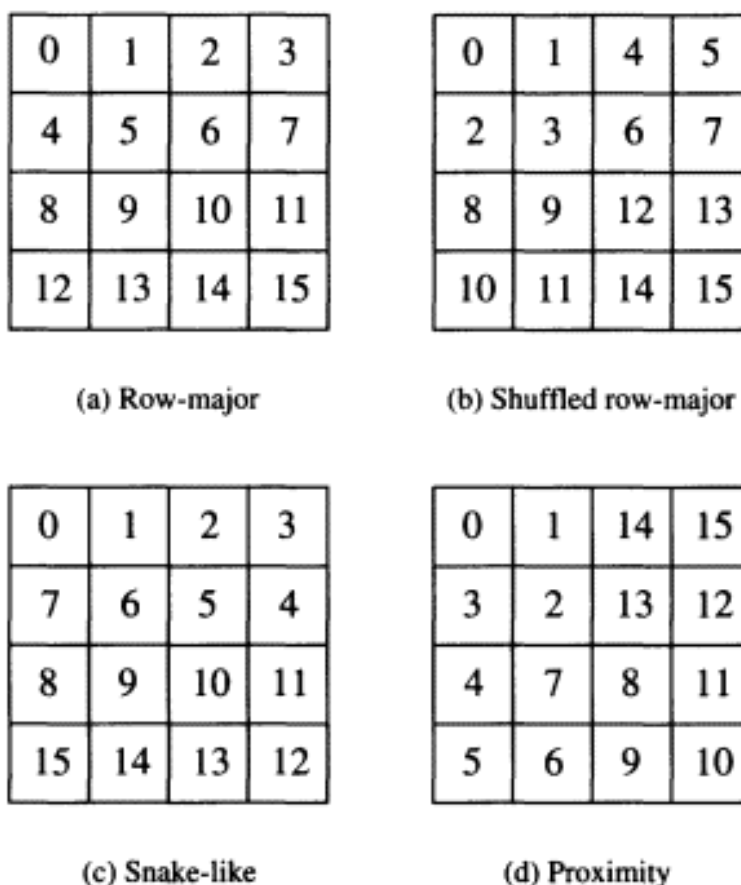 0 1 2 3
4 5 6 7
8 9 10 11
12 13 14 15
(a) Row-major
0 1 4 5
2 3 6 7
8 9 12 13
10 11 14 15
(b) Shuffled row-major
0 1 2 3
7 6 5 4
8 9 10 11
15 14 13 12
(c) Snake-like
0 1 14 15
3 2 13 12
4 7 8 11
5 6 9 10
(d) Proximity